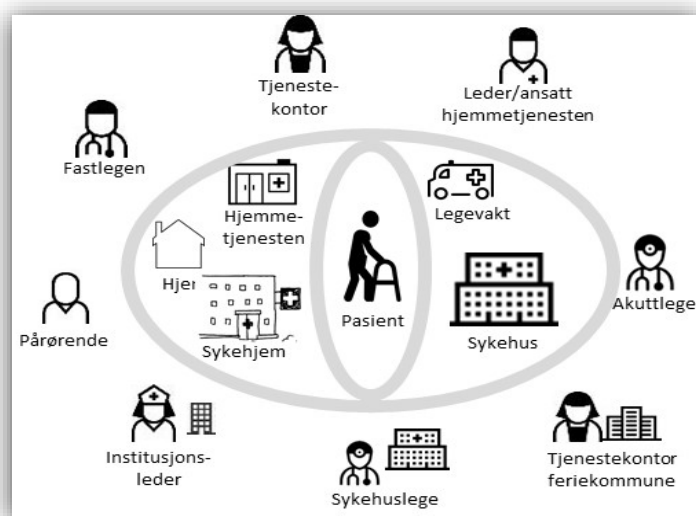 Tjeneste-
kontor
Leder/ansatt
hjemmetjenesten
Fastlegen
Hjemme-
tjenesten
Legevakt
Hjer
Sykehjem
Pasient
Sykehus
Akuttlege
Pårørende
Institusjons-
leder
Sykehuslege
Tjenestekontor
feriekommune